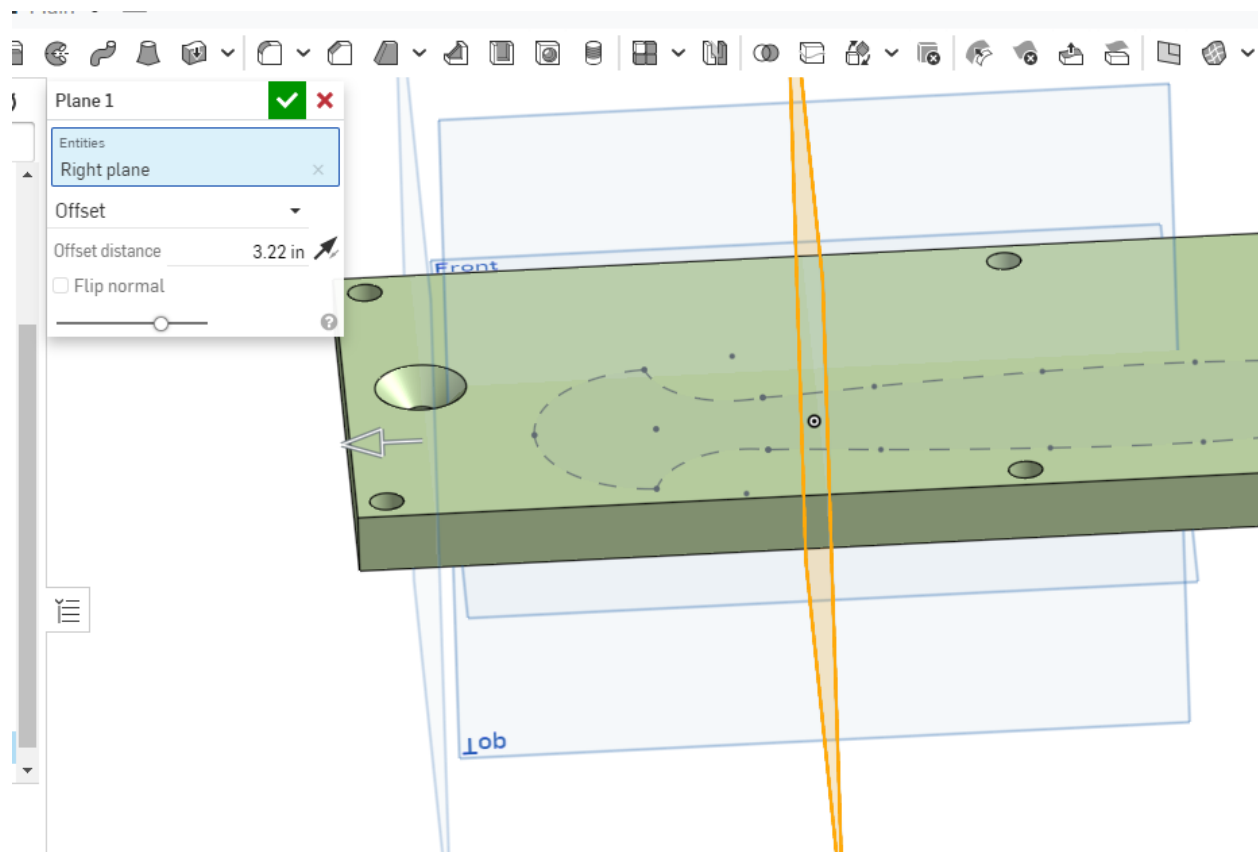 Plane 1
Entities
Right plane
Offset
Offset distance 3.22 in
Flip normal
Front
Top